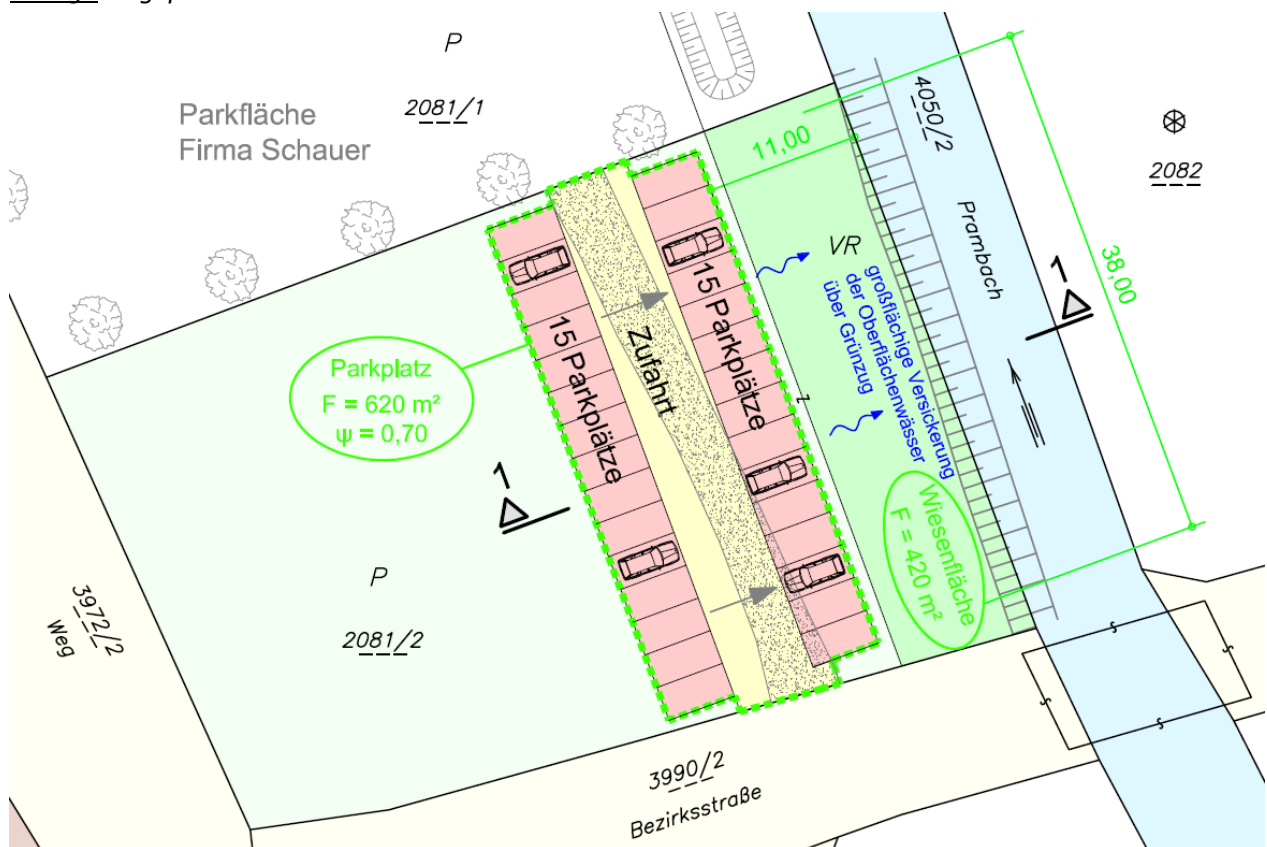 P
2081/1
Parkfläche
Firma Schauer
4050/2
2082
11,00
Prambach
38,00
1
VR
großflächige Versickerung
der Oberflächenwässer
über Grünzug
15 Parkplätze
Zufahrt
15 Parkplätze
Parkplatz
F = 620 m²
ψ = 0,70
1
Wiesenfläche
F = 420 m²
P
2081/2
3972/2
Weg
3990/2
Bezirksstraße